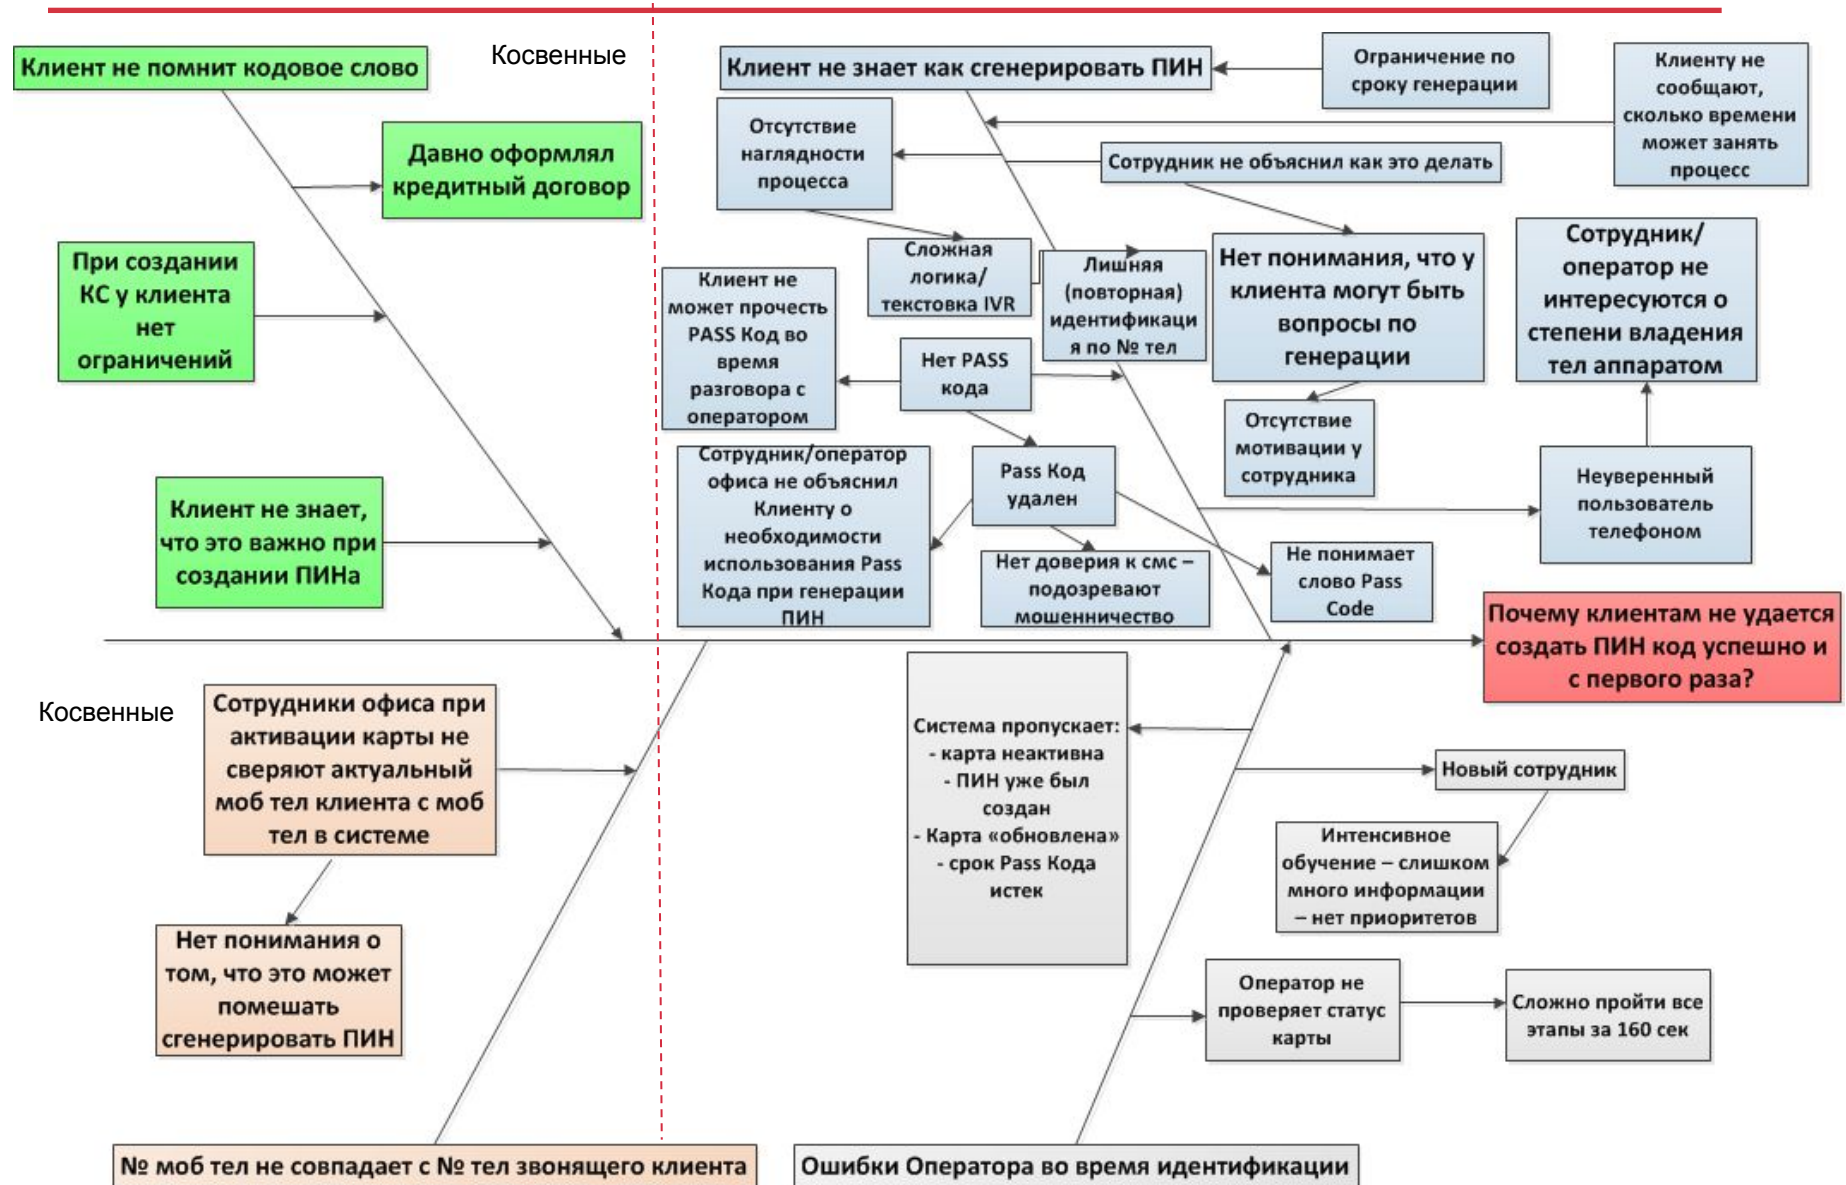 Косвенные
Клиент не помнит кодовое слово
Давно оформлял
кредитный договор
При создании
КС у клиента
нет
ограничений
Клиент не знает,
что это важно при
создании ПИНа
Клиент не знает как сгенерировать ПИН
Ограничение по
сроку генерации
Клиенту не
сообщают,
сколько времени
может занять
процесс
Отсутствие
наглядности
процесса
Сотрудник не объяснил как это делать
Сложная
логика/
текстовка IVR
Лишняя
(повторная)
идентификаци
я по № тел
Нет понимания, что у
клиента могут быть
вопросы по
генерации
Сотрудник/
оператор не
интересуются о
степени владения
тел аппаратом
Клиент не
может прочесть
PASS Код во
время
разговора с
оператором
Нет PASS
кода
Отсутствие
мотивации у
сотрудника
Сотрудник/оператор
офиса не объяснил
Клиенту о
необходимости
использования Pass
Кода при генерации
ПИН
Pass Код
удален
Неуверенный
пользователь
телефоном
Нет доверия к смс –
подозревают
мошенничество
Не понимает
слово Pass
Code
Почему клиентам не удается
создать ПИН код успешно и
с первого раза?
Косвенные
Сотрудники офиса при
активации карты не
сверяют актуальный
моб тел клиента с моб
тел в системе
Нет понимания о
том, что это может
помешать
сгенерировать ПИН
№ моб тел не совпадает с № тел звонящего клиента
Система пропускает:
- карта неактивна
- ПИН уже был
создан
- Карта «обновлена»
- срок Pass Кода
истек
Новый сотрудник
Интенсивное
обучение – слишком
много информации
– нет приоритетов
Оператор не
проверяет статус
карты
Сложно пройти все
этапы за 160 сек
Ошибки Оператора во время идентификации